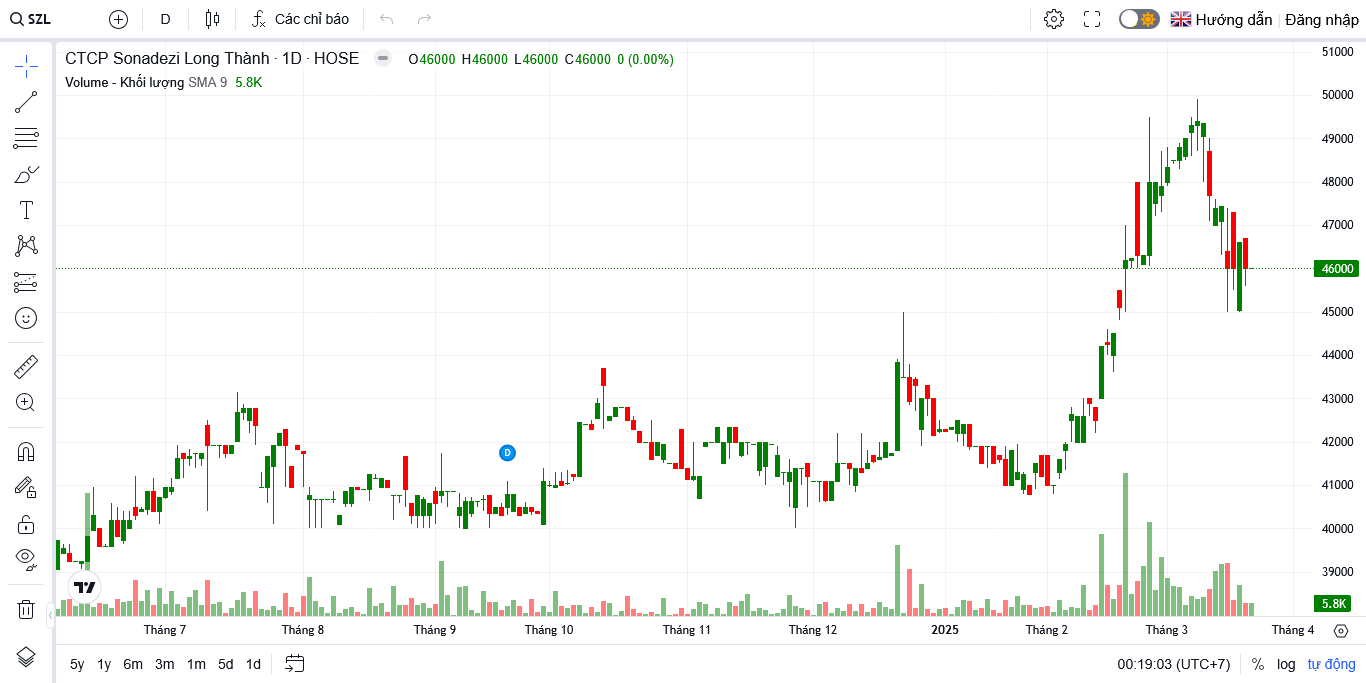 SZL D Các chỉ báo Hướng dẫn Đăng nhập
CTCP Sonadezi Long Thành · 1D · HOSE O46000 H46000 L46000 C46000 0 (0.00%)
Volume - Khối lượng SMA 9 5.8K
51000
50000
49000
48000
47000
46000
45000
44000
43000
42000
41000
40000
39000
5.8K
D
Tháng 7 Tháng 8 Tháng 9 Tháng 10 Tháng 11 Tháng 12 2025 Tháng 2 Tháng 3 Tháng 4
5y 1y 6m 3m 1m 5d 1d 00:19:03 (UTC+7) % log tự động